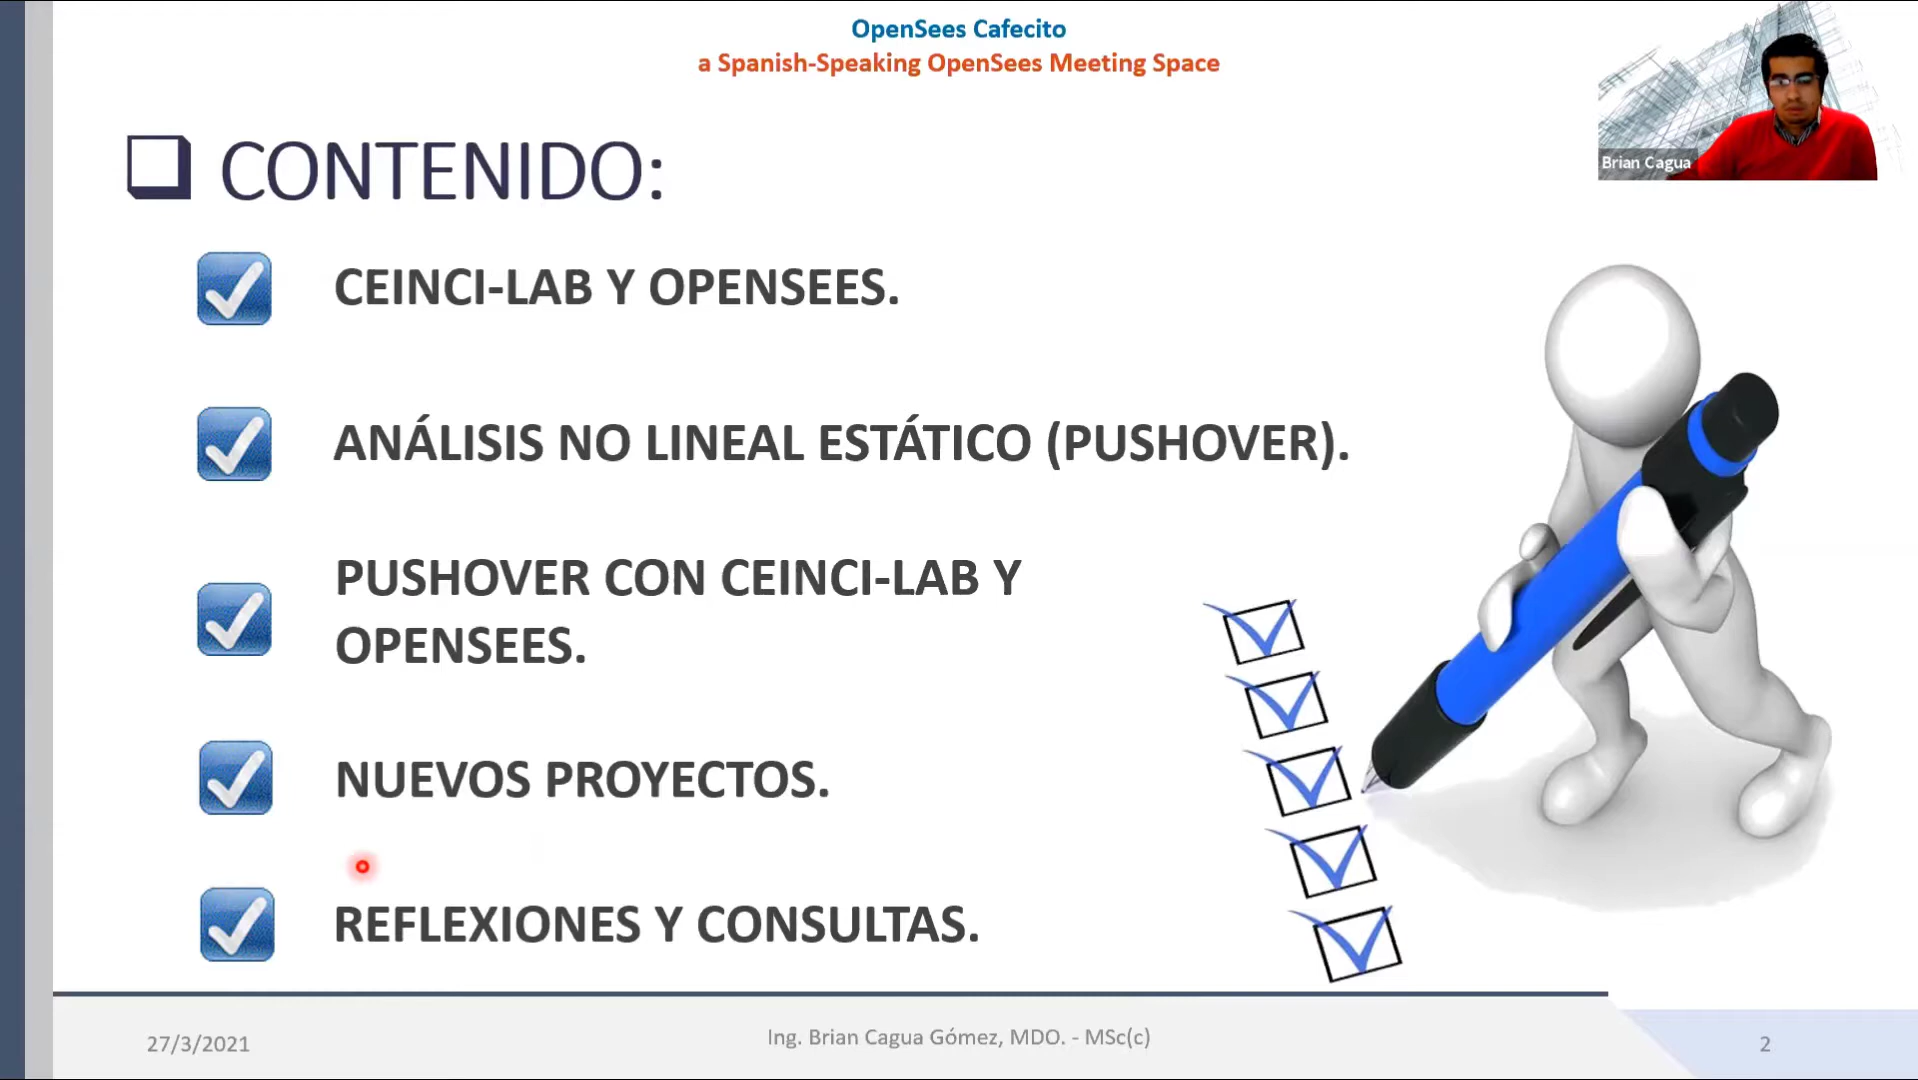 OpenSees Cafecito
a Spanish-Speaking OpenSees Meeting Space
Brian Cagua
CONTENIDO:
CEINCI-LAB Y OPENSEES.
ANÁLISIS NO LINEAL ESTÁTICO (PUSHOVER).
PUSHOVER CON CEINCI-LAB Y
OPENSEES.
NUEVOS PROYECTOS.
REFLEXIONES Y CONSULTAS.
27/3/2021
Ing. Brian Cagua Gómez, MDO. - MSc(c)
2